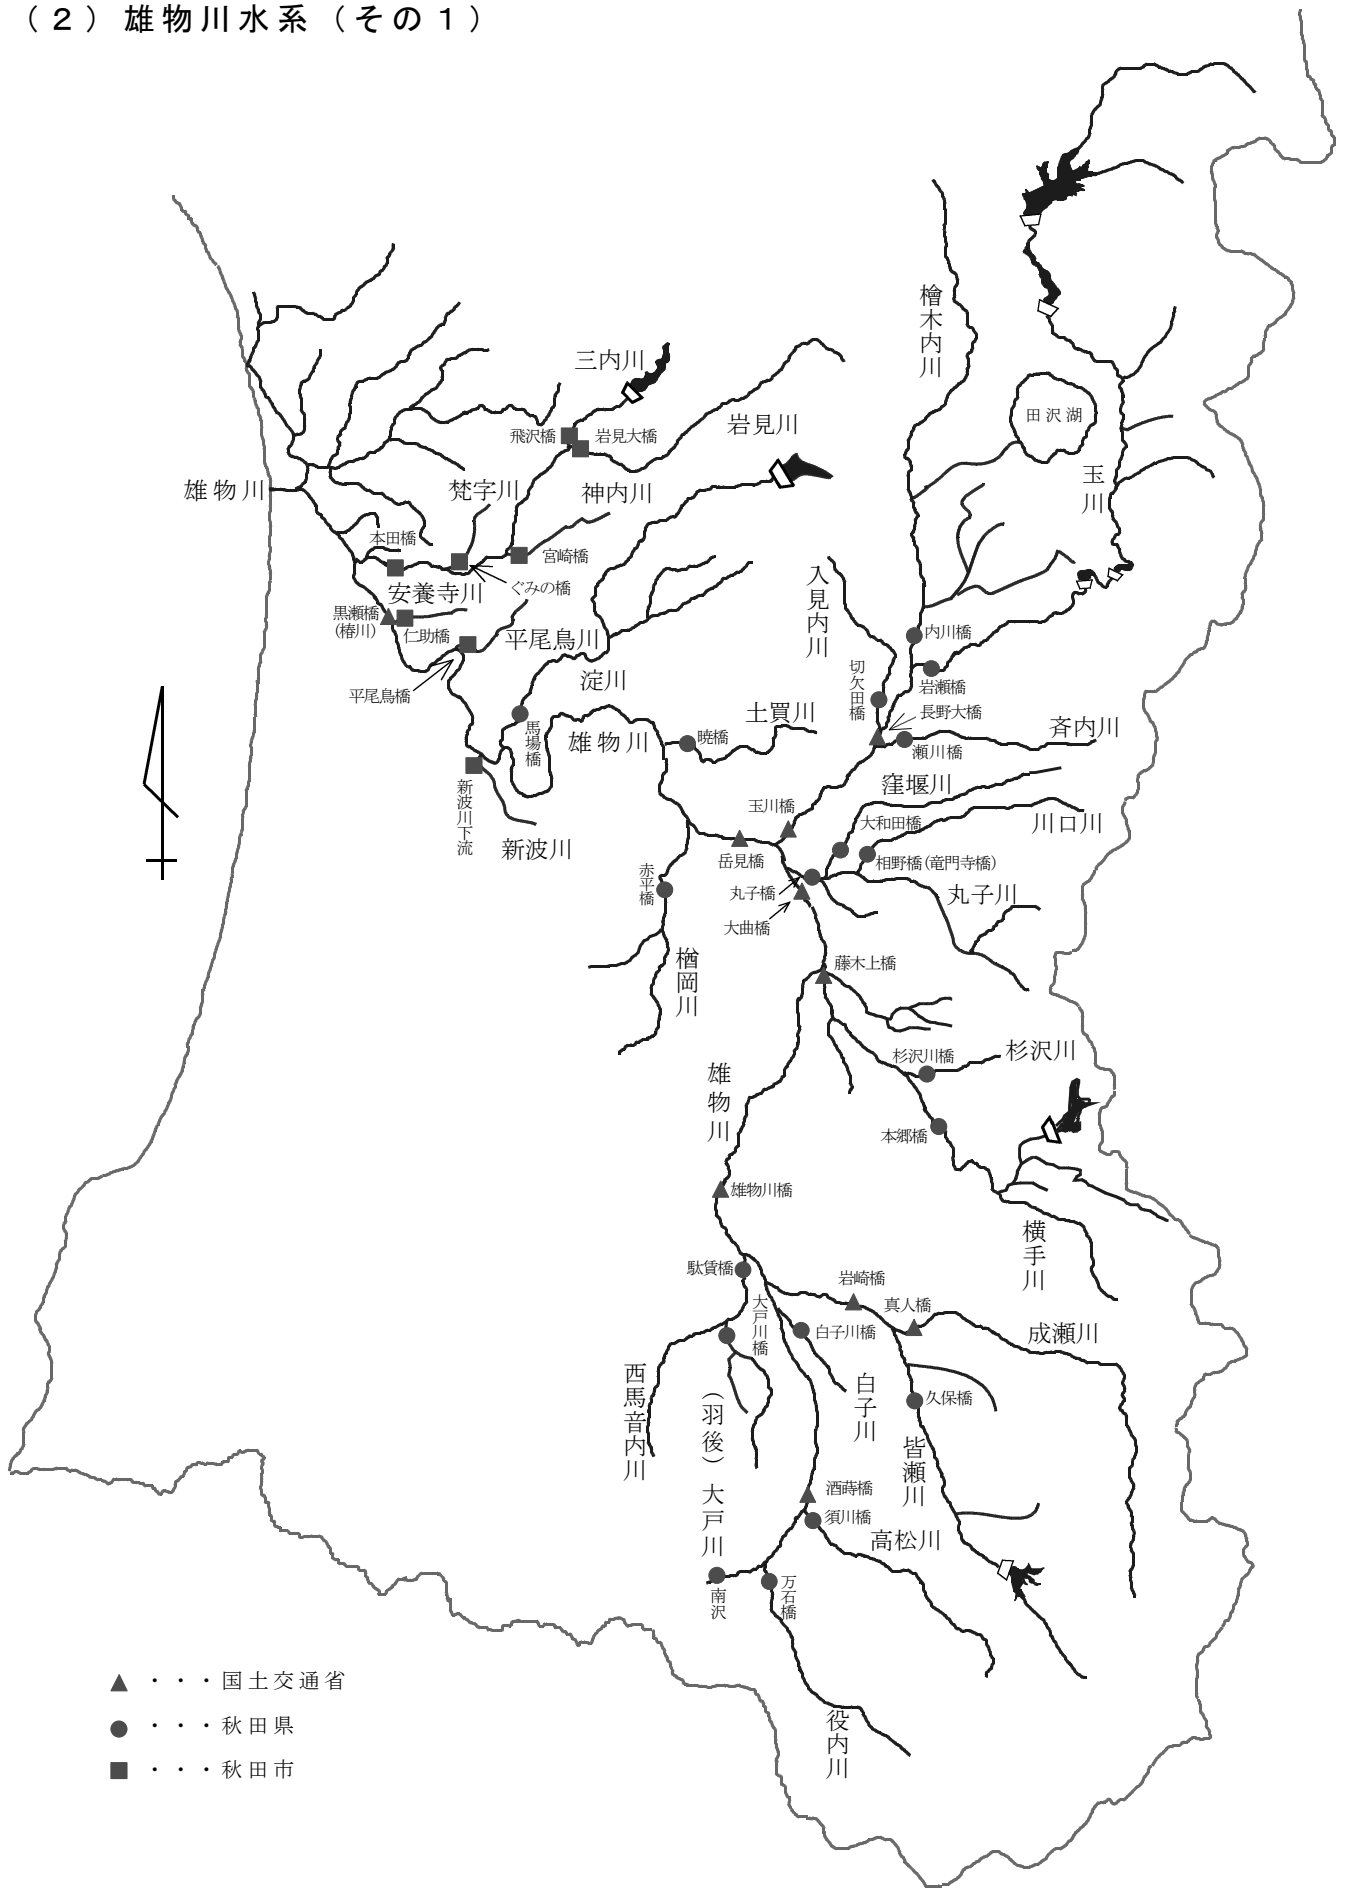 （２）雄物川水系（その１）
檜木内川
三内川
飛沢橋
岩見大橋
岩見川
田沢湖
玉川
雄物川
梵字川
神内川
本田橋
宮崎橋
ぐみの橋
安養寺川
黒瀬橋
(椿川)
仁助橋
平尾鳥川
平尾鳥橋
入見内川
内川橋
岩瀬橋
切欠田橋
長野大橋
淀川
馬場橋
雄物川
土買川
暁橋
瀬川橋
斉内川
新波川下流
新波川
窪堰川
玉川橋
大和田橋
川口川
岳見橋
相野橋(竜門寺橋)
赤平橋
丸子橋
丸子川
大曲橋
楢岡川
藤木上橋
杉沢川橋
杉沢川
雄物川
本郷橋
雄物川橋
横手川
駄賃橋
岩崎橋
真人橋
大戸川橋
白子川橋
成瀬川
西馬音内川
白子川
久保橋
（羽後）大戸川
皆瀬川
酒蒔橋
須川橋
高松川
南沢
万石橋
役内川
▲・・・国土交通省
●・・・秋田県
■・・・秋田市